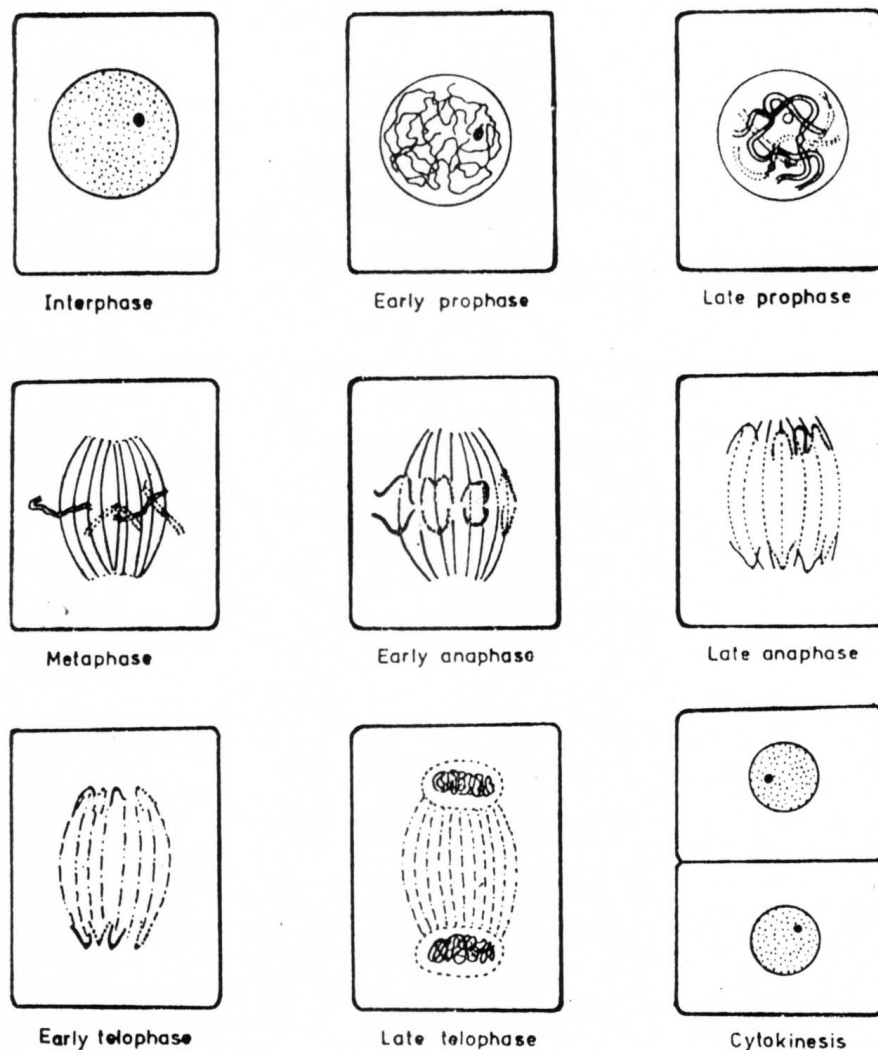 Interphase
Early prophase
Late prophase
Metaphase
Early anaphase
Late anaphase
Early telophase
Late telophase
Cytokinesis